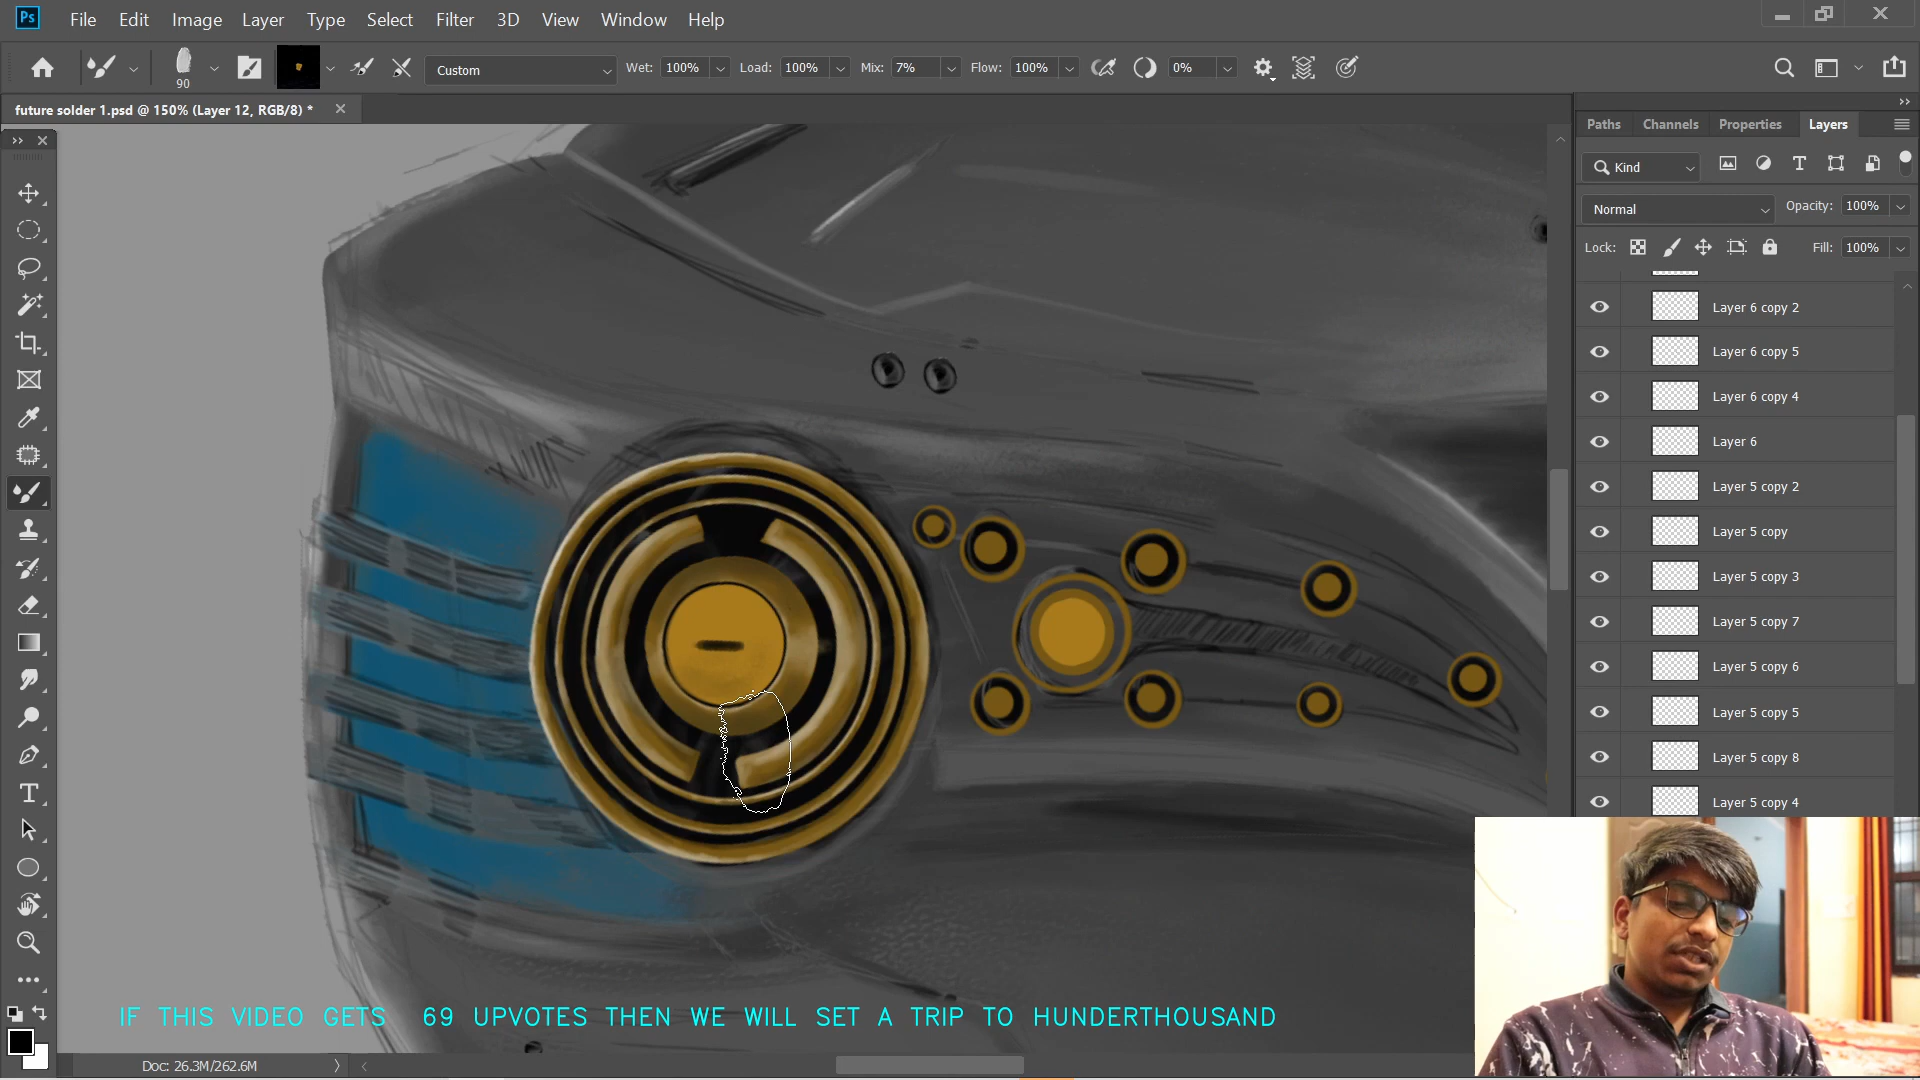 Ps File Edit Image Layer Type Select Filter 3D View Window Help
90 Custom Wet: 100% Load: 100% Mix: 7% Flow: 100% 0%
future solder 1.psd @ 150% (Layer 12, RGB/8) *
Paths Channels Properties Layers
Kind
Normal Opacity: 100%
Lock: Fill: 100%
Layer 6 copy 2
Layer 6 copy 5
Layer 6 copy 4
Layer 6
Layer 5 copy 2
Layer 5 copy
Layer 5 copy 3
Layer 5 copy 7
Layer 5 copy 6
Layer 5 copy 5
Layer 5 copy 8
Layer 5 copy 4
IF THIS VIDEO GETS 69 UPVOTES THEN WE WILL SET A TRIP TO HUNDERTHOUSAND
Doc: 26.3M/262.6M